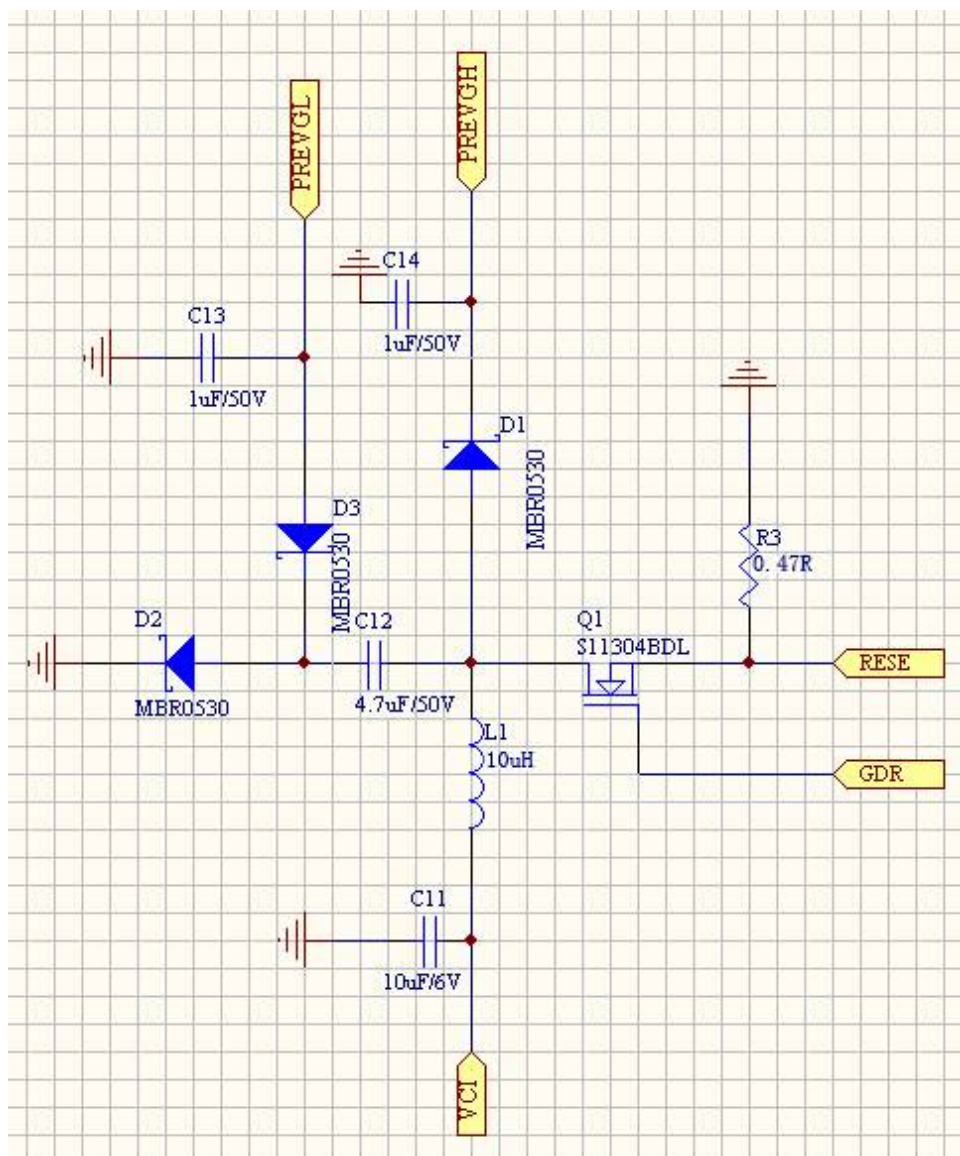 PREVGL
PREVGH
C14
1uF/50V
C13
1uF/50V
D1
MBR0530
D3
MBR0530
R3
0.47R
D2
MBR0530
C12
4.7uF/50V
Q1
S11304BDL
RESE
L1
10uH
GDR
C11
10uF/6V
VCI